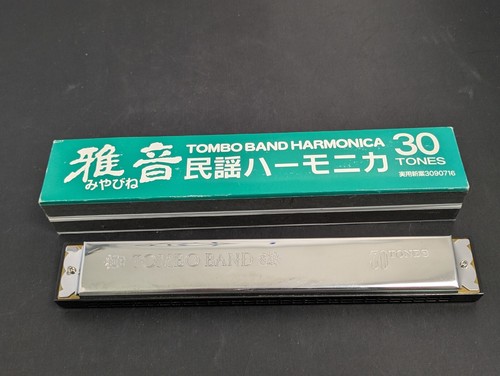 雅音
みやびね
TOMBO BAND HARMONICA
民謡ハーモニカ
30
TONES
実用新案3090716
TOMBO BAND
30 TONES